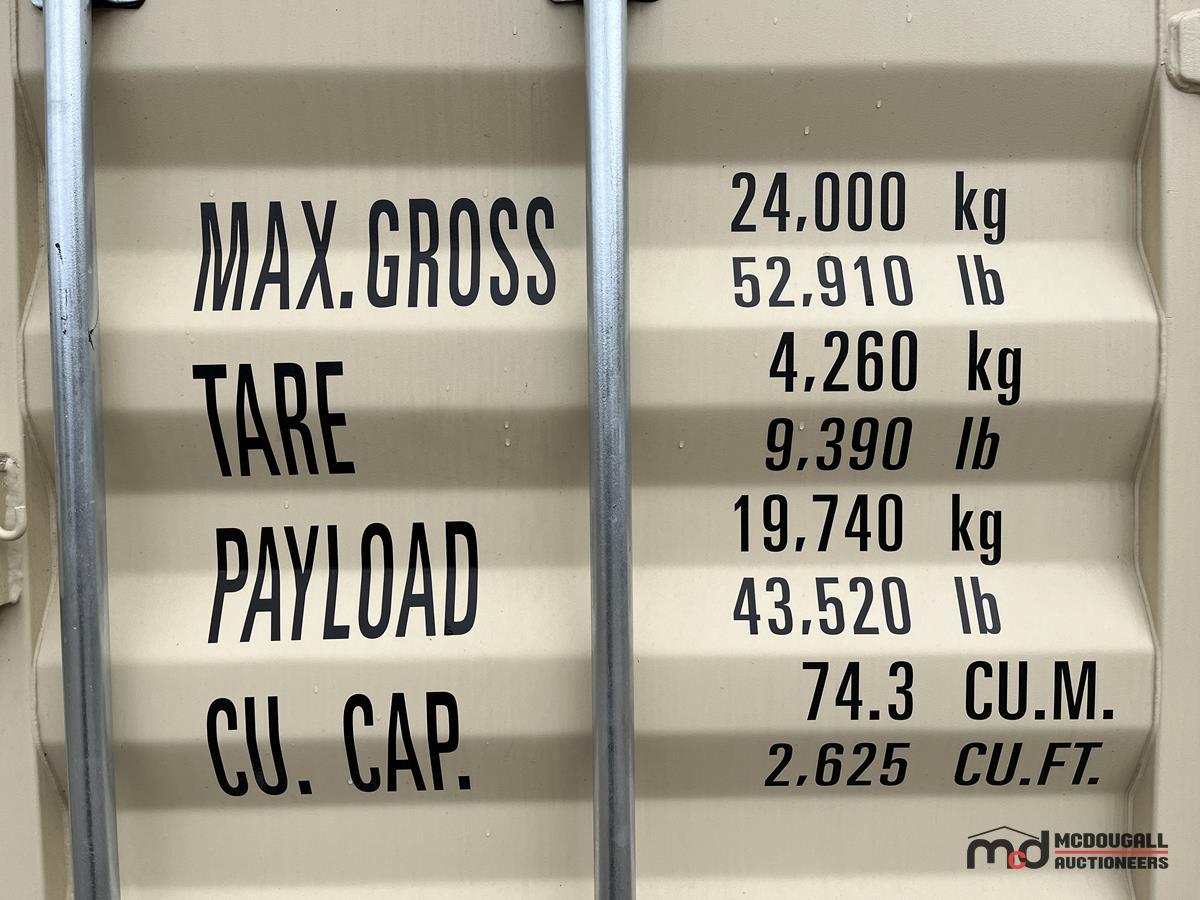 MAX.GROSS 24,000 kg
52,910 lb
TARE 4,260 kg
9,390 lb
PAYLOAD 19,740 kg
43,520 lb
CU. CAP. 74.3 CU.M.
2,625 CU.FT.
mcd MCDOUGALL
AUCTIONEERS